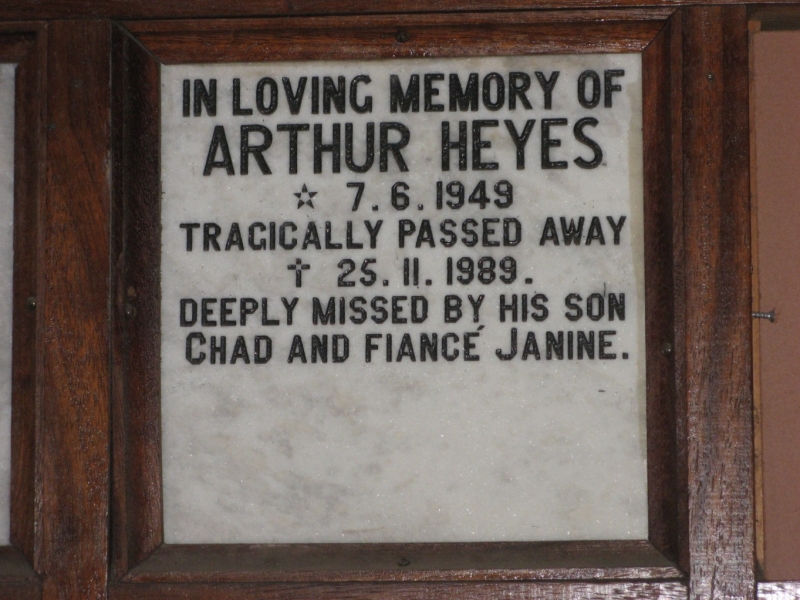 IN LOVING MEMORY OF
ARTHUR HEYES
☆ 7.6.1949
TRAGICALLY PASSED AWAY
✝ 25.11.1989.
DEEPLY MISSED BY HIS SON
CHAD AND FIANCÉ JANINE.